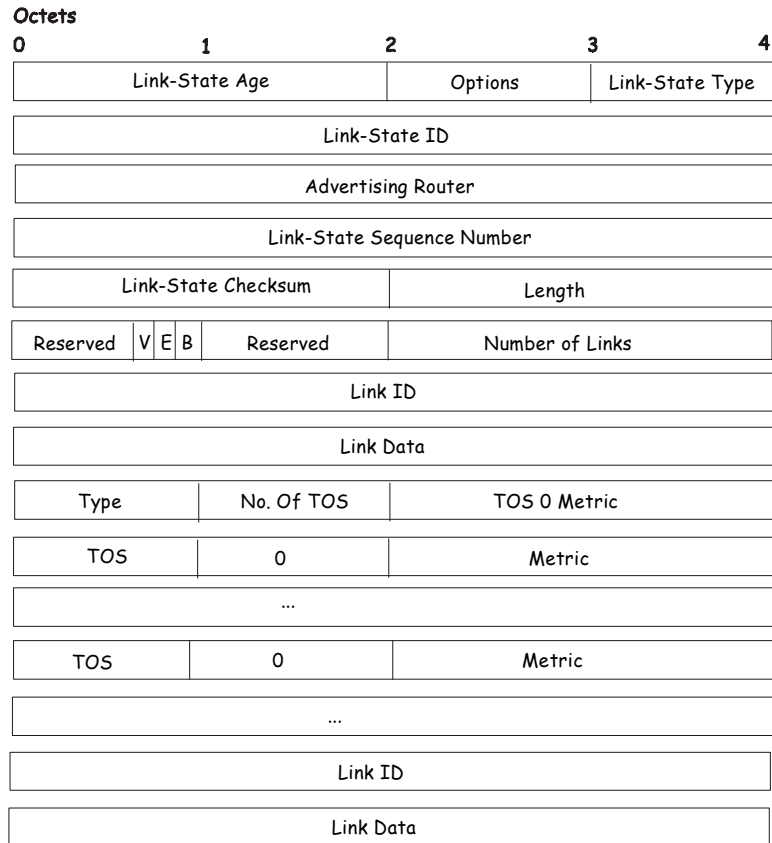 Octets
0 1 2 3 4
Link-State Age Options Link-State Type
Link-State ID
Advertising Router
Link-State Sequence Number
Link-State Checksum Length
Reserved V E B Reserved Number of Links
Link ID
Link Data
Type No. Of TOS TOS 0 Metric
TOS 0 Metric
...
TOS 0 Metric
...
Link ID
Link Data